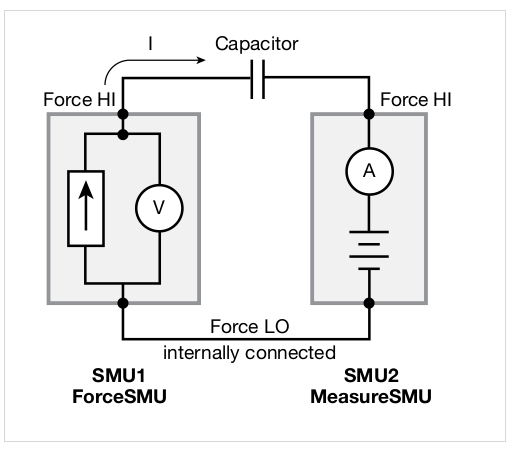 I
Capacitor
Force HI
Force HI
V
A
Force LO
internally connected
SMU1
ForceSMU
SMU2
MeasureSMU